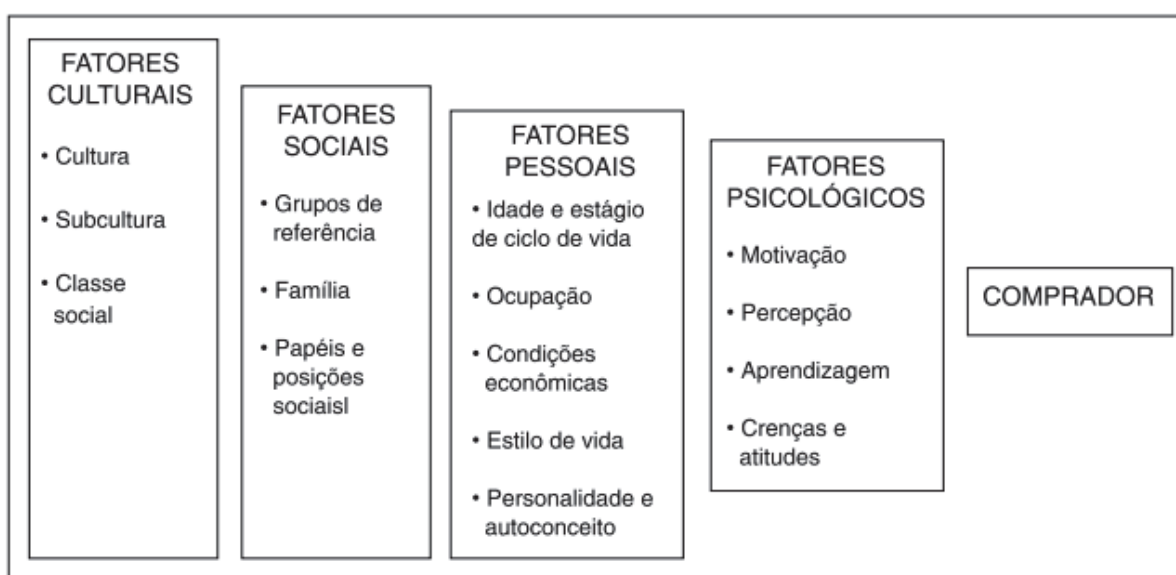 FATORES
CULTURAIS
• Cultura
• Subcultura
• Classe
social
FATORES
SOCIAIS
• Grupos de
referência
• Família
• Papéis e
posições
sociaisl
FATORES
PESSOAIS
• Idade e estágio
de ciclo de vida
• Ocupação
• Condições
econômicas
• Estilo de vida
• Personalidade e
autoconceito
FATORES
PSICOLÓGICOS
• Motivação
• Percepção
• Aprendizagem
• Crenças e
atitudes
COMPRADOR